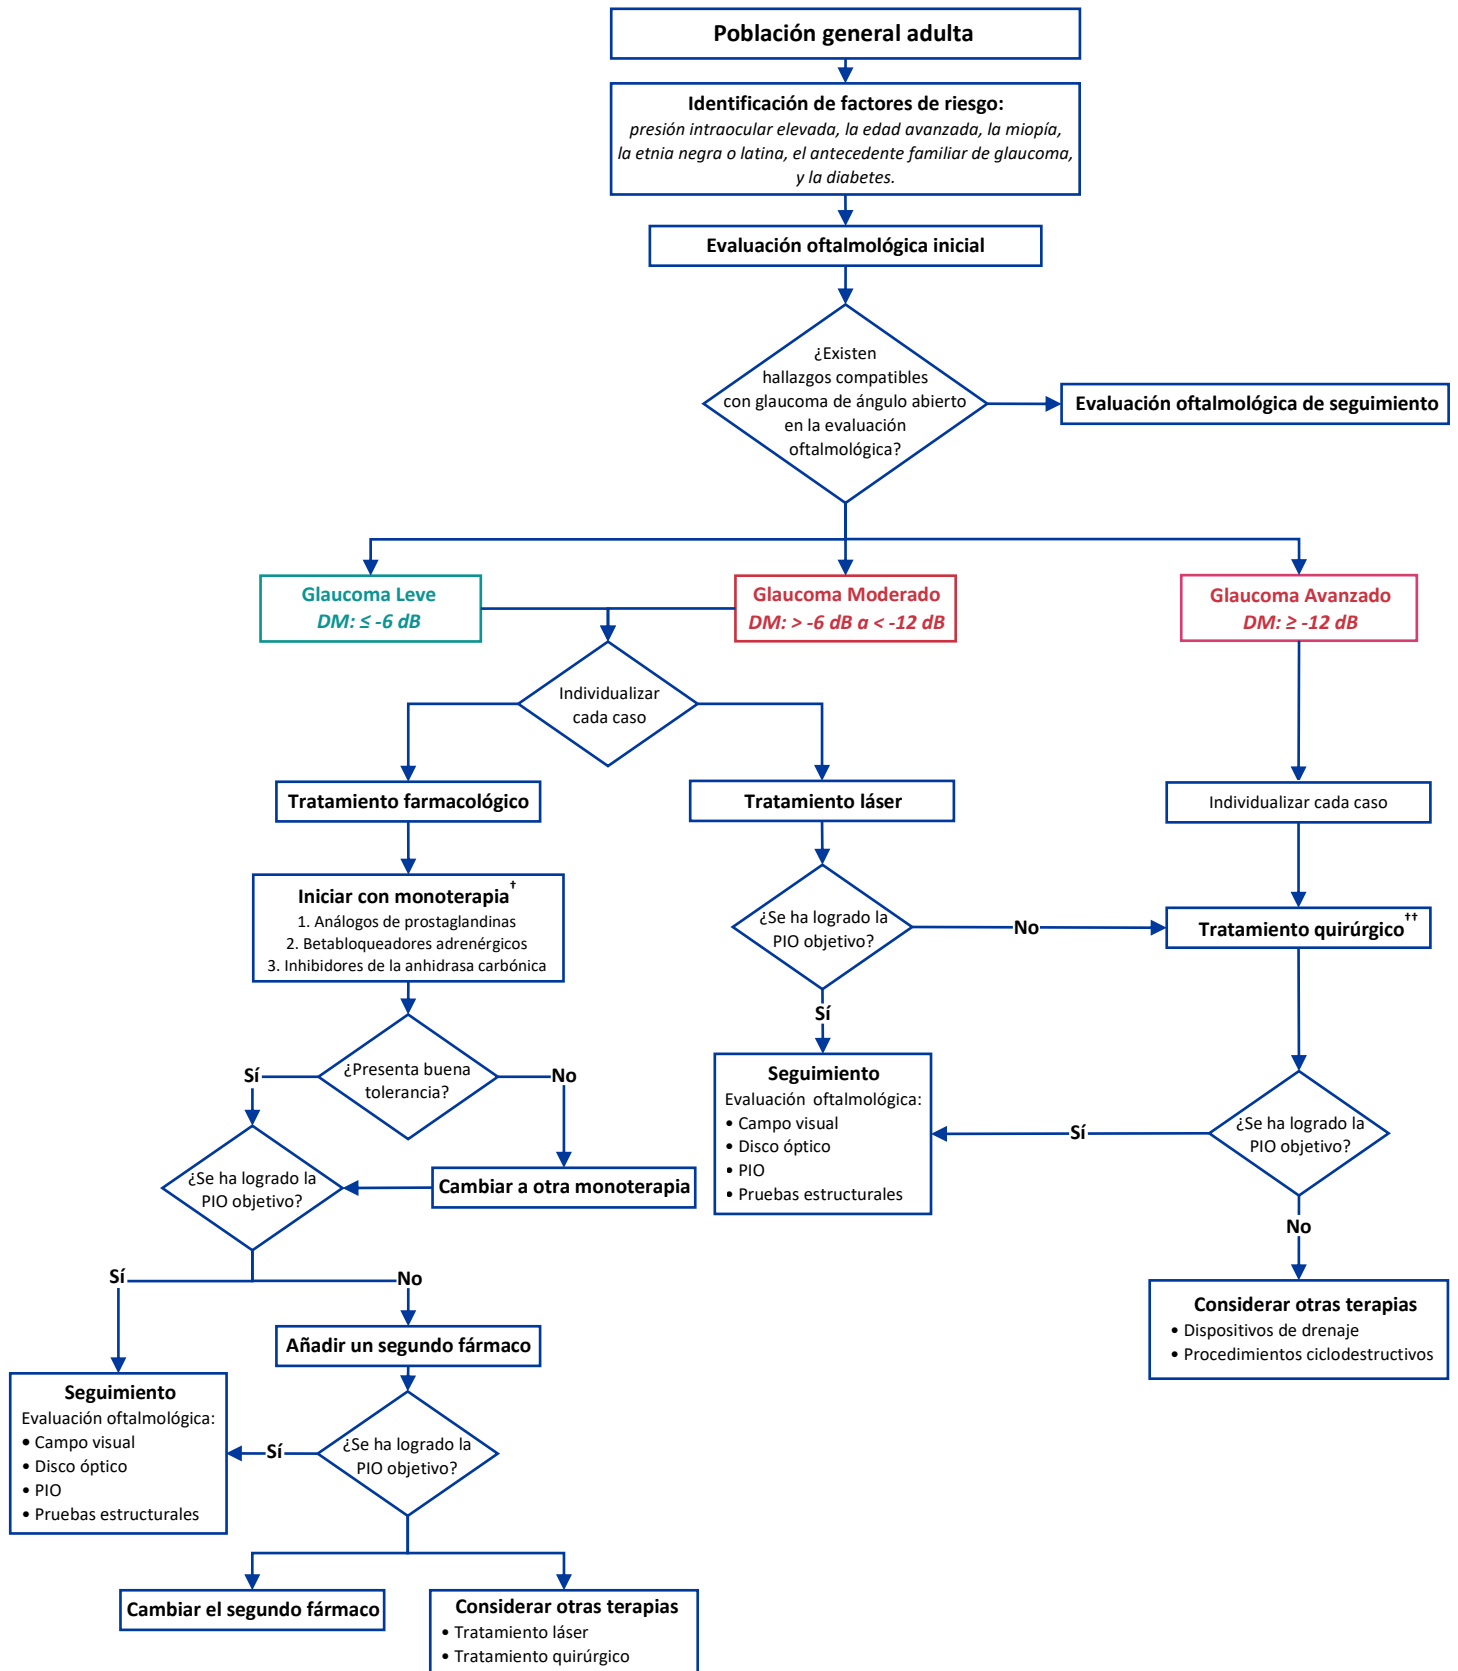 Población general adulta
Identificación de factores de riesgo:
presión intraocular elevada, la edad avanzada, la miopía,
la etnia negra o latina, el antecedente familiar de glaucoma,
y la diabetes.
Evaluación oftalmológica inicial
¿Existen
hallazgos compatibles
con glaucoma de ángulo abierto
en la evaluación
oftalmológica?
Evaluación oftalmológica de seguimiento
Glaucoma Leve
DM: ≤ -6 dB
Glaucoma Moderado
DM: > -6 dB a < -12 dB
Glaucoma Avanzado
DM: ≥ -12 dB
Individualizar
cada caso
Tratamiento farmacológico
Tratamiento láser
Individualizar cada caso
Iniciar con monoterapia†
1. Análogos de prostaglandinas
2. Betabloqueadores adrenérgicos
3. Inhibidores de la anhidrasa carbónica
¿Se ha logrado la
PIO objetivo?
No
Tratamiento quirúrgico††
Sí
¿Presenta buena
tolerancia?
Sí
No
Seguimiento
Evaluación oftalmológica:
• Campo visual
• Disco óptico
• PIO
• Pruebas estructurales
Sí
¿Se ha logrado la
PIO objetivo?
¿Se ha logrado la
PIO objetivo?
Cambiar a otra monoterapia
No
Sí
No
Considerar otras terapias
• Dispositivos de drenaje
• Procedimientos ciclodestructivos
Añadir un segundo fármaco
Seguimiento
Evaluación oftalmológica:
• Campo visual
• Disco óptico
• PIO
• Pruebas estructurales
Sí
¿Se ha logrado la
PIO objetivo?
Cambiar el segundo fármaco
Considerar otras terapias
• Tratamiento láser
• Tratamiento quirúrgico